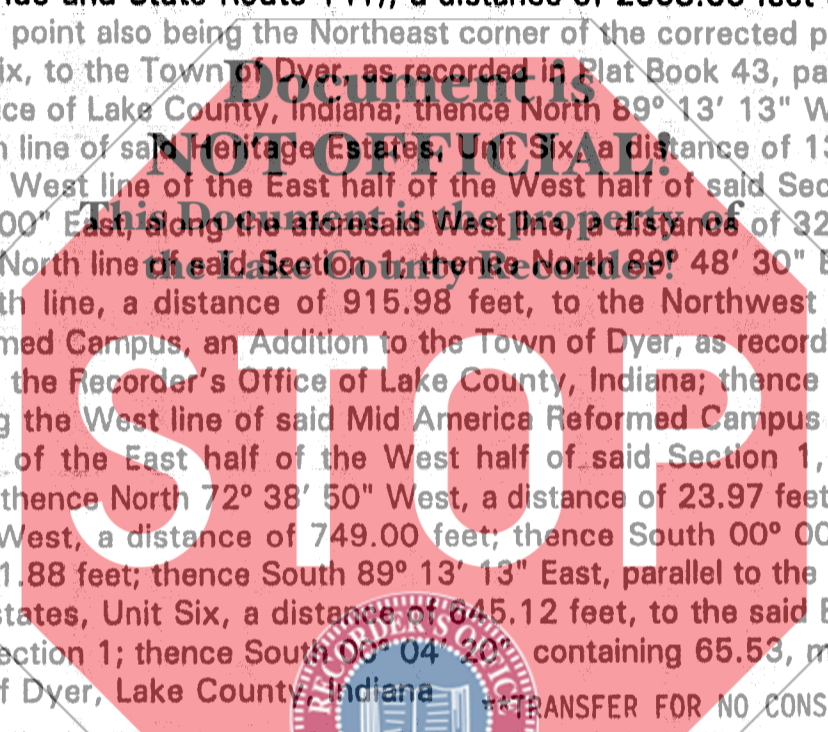 point also being the Northeast corner of the corrected p
ix, to the Town of Dyer, as recorded in Plat Book 43, pa
ce of Lake County, Indiana; thence North 89º 13' 13" W
line of said Heritage Estates, Unit Six, a distance of 13
West line of the East half of the West half of said Sec
00" East, along the aforesaid West line, a distance of 32
North line of said Section 1; thence North 89º 48' 30" E
th line, a distance of 915.98 feet, to the Northwest
med Campus, an Addition to the Town of Dyer, as record
the Recorder's Office of Lake County, Indiana; thence
g the West line of said Mid America Reformed Campus
of the East half of the West half of said Section 1,
thence North 72º 38' 50" West, a distance of 23.97 feet
West, a distance of 749.00 feet; thence South 00º 00
1.88 feet; thence South 89º 13' 13" East, parallel to the
states, Unit Six, a distance of 645.12 feet, to the said E
ection 1; thence South 00º 04' 20" containing 65.53, m
f Dyer, Lake County, Indiana
**TRANSFER FOR NO CONS
Document is
NOT OFFICIAL!
This Document is the property of
the Lake County Recorder!
STOP
RECORDER'S OFFICE